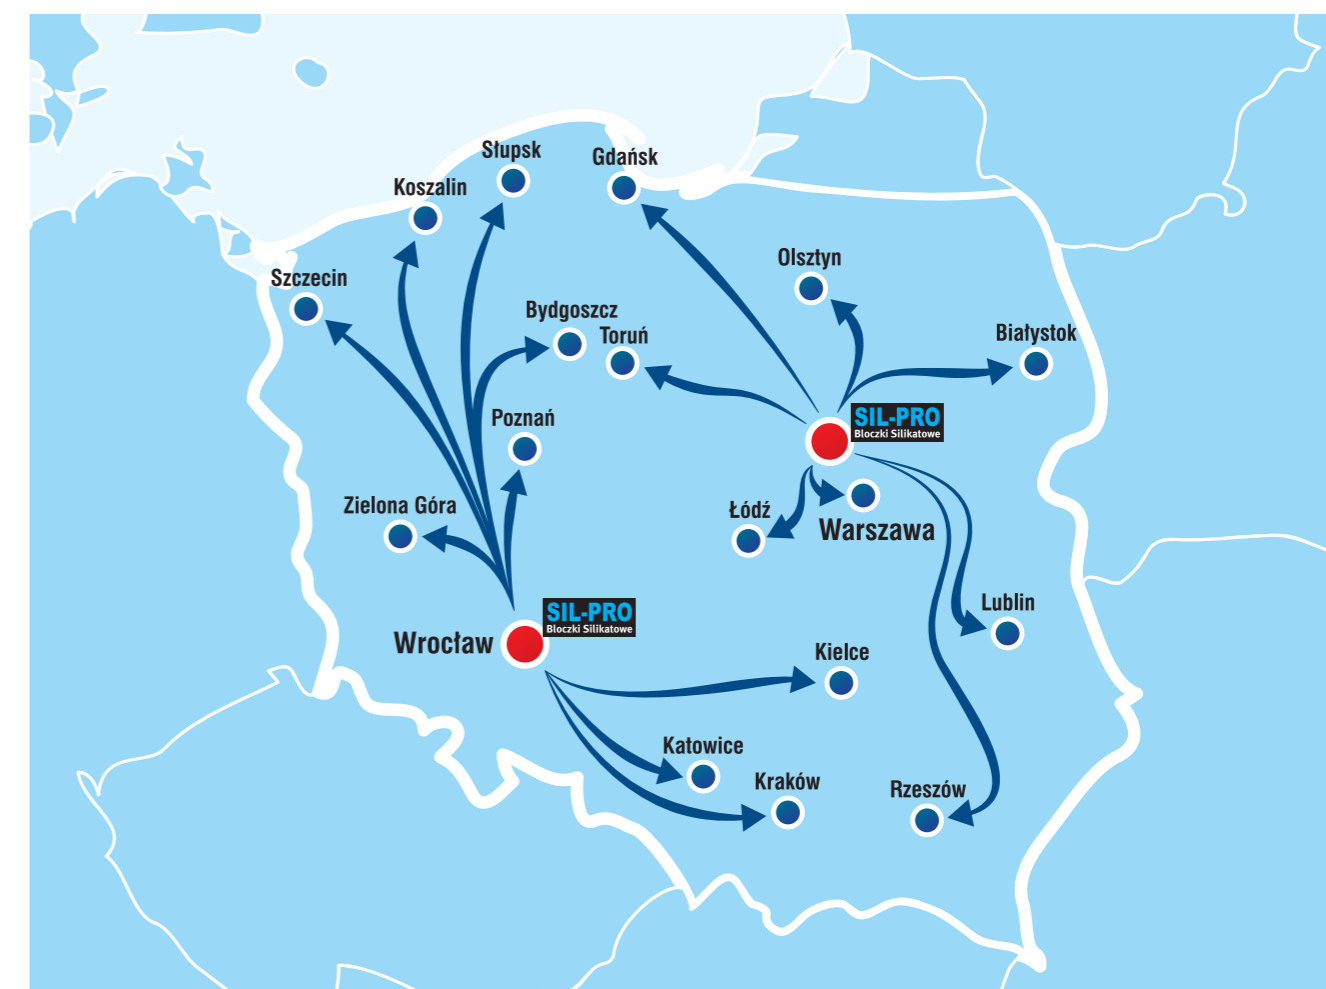 Słupsk
Gdańsk
Koszalin
Olsztyn
Szczecin
Bydgoszcz
Toruń
Białystok
Poznań
SIL-PRO
Bloczki Silikatowe
Zielona Góra
Łódź
Warszawa
Lublin
SIL-PRO
Bloczki Silikatowe
Wrocław
Kielce
Katowice
Kraków
Rzeszów